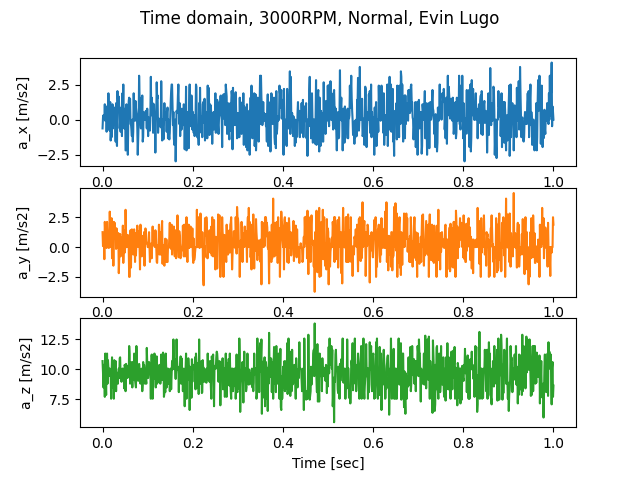 Time domain, 3000RPM, Normal, Evin Lugo
a_x [m/s2]
2.5
0.0
−2.5
0.0 0.2 0.4 0.6 0.8 1.0
a_y [m/s2]
2.5
0.0
−2.5
0.0 0.2 0.4 0.6 0.8 1.0
a_z [m/s2]
12.5
10.0
7.5
0.0 0.2 0.4 0.6 0.8 1.0
Time [sec]